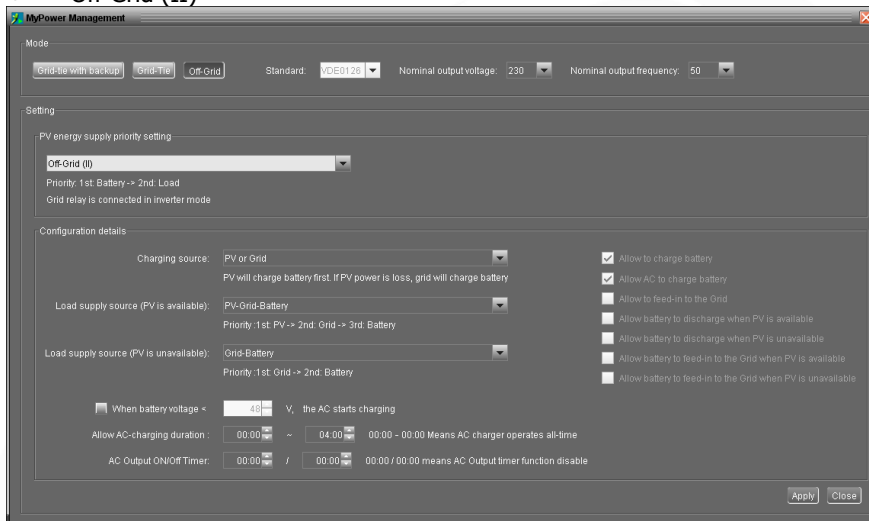 Off-Grid (II)
MyPower Management
Mode
Grid-tie with backup Grid-Tie Off-Grid Standard: VDE0126 Nominal output voltage: 230 Nominal output frequency: 50
Setting
PV energy supply priority setting
Off-Grid (II)
Priority: 1st: Battery -> 2nd: Load
Grid relay is connected in inverter mode
Configuration details
Charging source: PV or Grid
PV will charge battery first. If PV power is loss, grid will charge battery
Load supply source (PV is available): PV-Grid-Battery
Priority :1st: PV-> 2nd: Grid -> 3rd: Battery
Load supply source (PV is unavailable): Grid-Battery
Priority :1st: Grid -> 2nd: Battery
Allow to charge battery
Allow AC to charge battery
Allow to feed-in to the Grid
Allow battery to discharge when PV is available
Allow battery to discharge when PV is unavailable
Allow battery to feed-in to the Grid when PV is available
Allow battery to feed-in to the Grid when PV is unavailable
When battery voltage < 48 V, the AC starts charging
Allow AC-charging duration : 00:00 ~ 04:00 00:00 - 00:00 Means AC charger operates all-time
AC Output ON/Off Timer: 00:00 / 00:00 00:00 / 00:00 means AC Output timer function disable
Apply Close